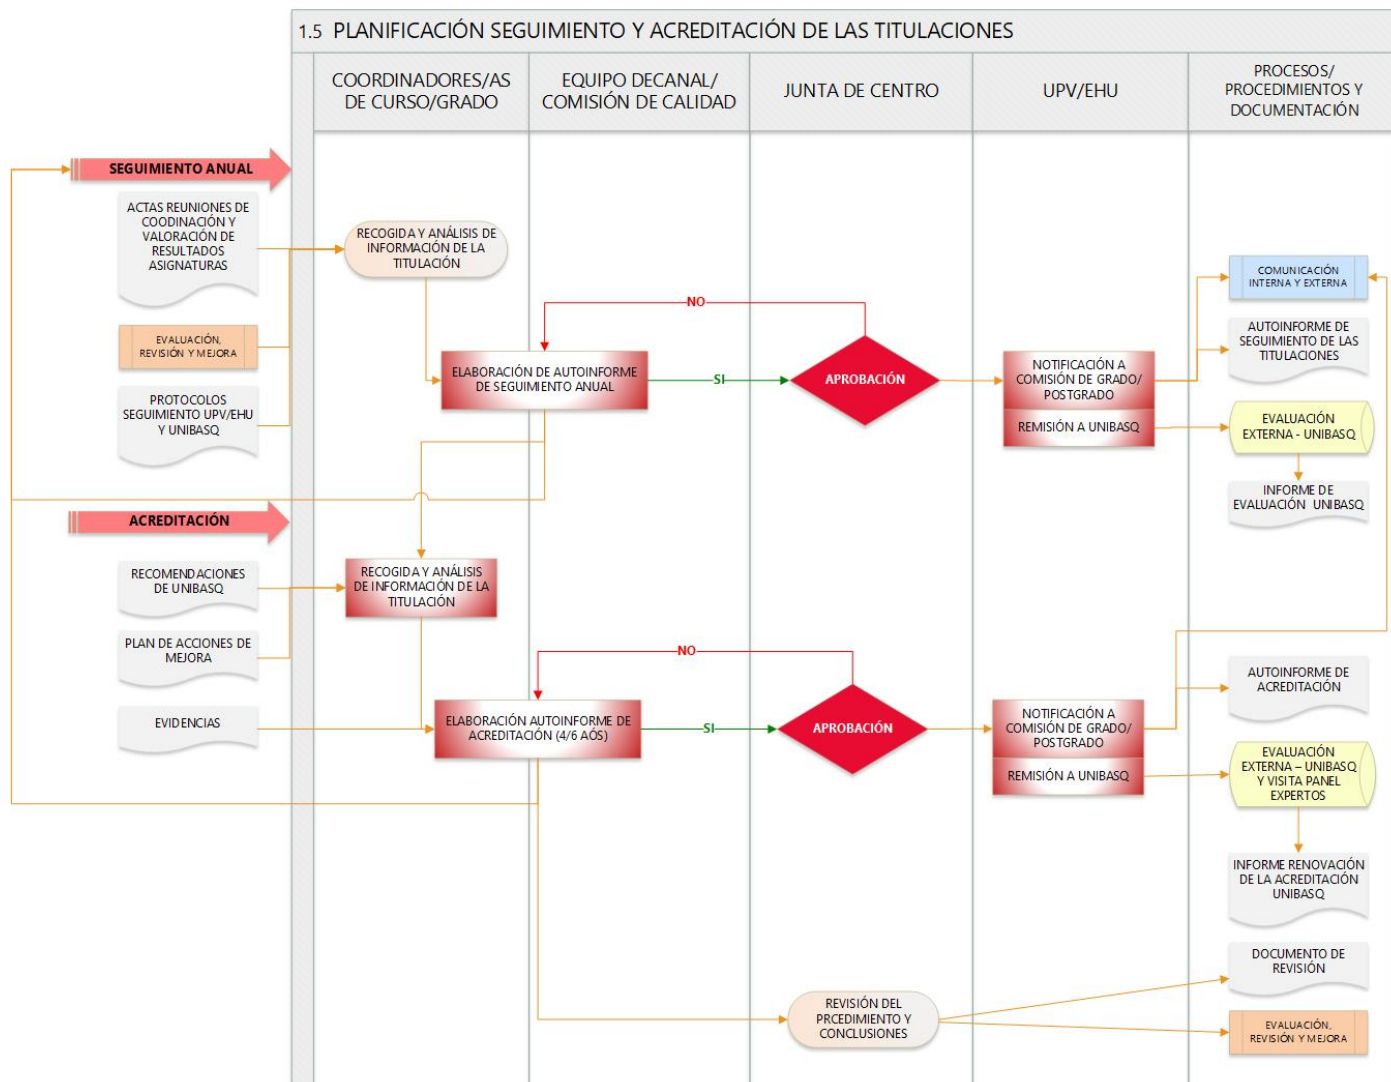 1.5 PLANIFICACIÓN SEGUIMIENTO Y ACREDITACIÓN DE LAS TITULACIONES
COORDINADORES/AS
DE CURSO/GRADO
EQUIPO DECANAL/
COMISIÓN DE CALIDAD
JUNTA DE CENTRO
UPV/EHU
PROCESOS/
PROCEDIMIENTOS Y
DOCUMENTACIÓN
SEGUIMIENTO ANUAL
ACTAS REUNIONES DE
COODINACIÓN Y
VALORACIÓN DE
RESULTADOS
ASIGNATURAS
RECOGIDA Y ANÁLISIS DE
INFORMACIÓN DE LA
TITULACIÓN
COMUNICACIÓN
INTERNA Y EXTERNA
NO
EVALUACIÓN,
REVISIÓN Y MEJORA
AUTOINFORME DE
SEGUIMIENTO DE LAS
TITULACIONES
ELABORACIÓN DE AUTOINFORME
DE SEGUIMIENTO ANUAL
SI
APROBACIÓN
NOTIFICACIÓN A
COMISIÓN DE GRADO/
POSTGRADO
REMISIÓN A UNIBASQ
PROTOCOLOS
SEGUIMIENTO UPV/EHU
Y UNIBASQ
EVALUACIÓN
EXTERNA - UNIBASQ
INFORME DE
EVALUACIÓN UNIBASQ
ACREDITACIÓN
RECOMENDACIONES
DE UNIBASQ
RECOGIDA Y ANÁLISIS
DE INFORMACIÓN DE LA
TITULACIÓN
PLAN DE ACCIONES DE
MEJORA
NO
AUTOINFORME DE
ACREDITACIÓN
EVIDENCIAS
ELABORACIÓN AUTOINFORME DE
ACREDITACIÓN (4/6 AÓS)
SI
APROBACIÓN
NOTIFICACIÓN A
COMISIÓN DE GRADO/
POSTGRADO
REMISIÓN A UNIBASQ
EVALUACIÓN
EXTERNA – UNIBASQ
Y VISITA PANEL
EXPERTOS
INFORME RENOVACIÓN
DE LA ACREDITACIÓN
UNIBASQ
DOCUMENTO DE
REVISIÓN
REVISIÓN DEL
PRCEDIMIENTO Y
CONCLUSIONES
EVALUACIÓN,
REVISIÓN Y MEJORA